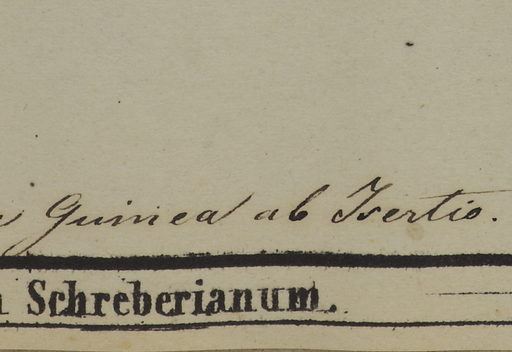 Guinea ab Isertio.
Schreberianum.